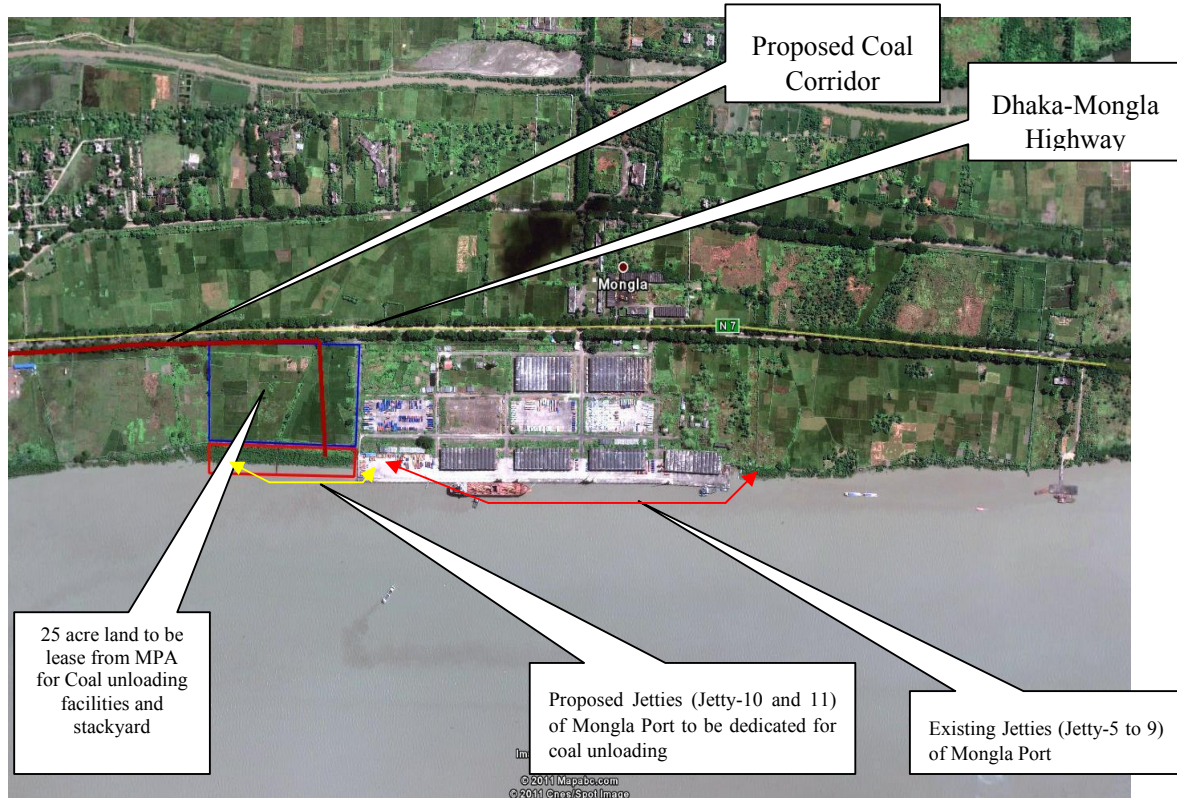 Proposed Coal
Corridor
Dhaka-Mongla
Highway
Mongla
N 7
25 acre land to be
lease from MPA
for Coal unloading
facilities and
stackyard
Proposed Jetties (Jetty-10 and 11)
of Mongla Port to be dedicated for
coal unloading
Existing Jetties (Jetty-5 to 9)
of Mongla Port
Im
© 2011 Mapabc.com
© 2011 Cnes/Spot Image